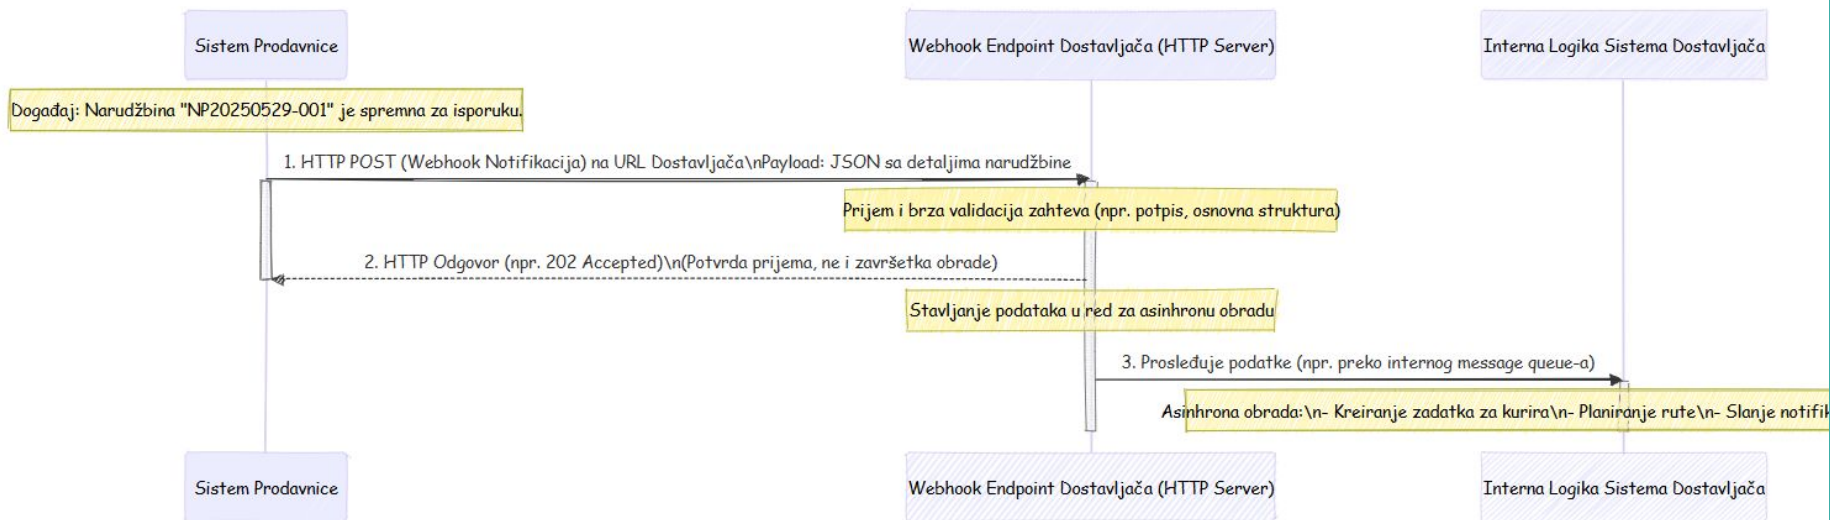 Sistem Prodavnice
Webhook Endpoint Dostavljača (HTTP Server)
Interna Logika Sistema Dostavljača
Događaj: Narudžbina "NP20250529-001" je spremna za isporuku.
1. HTTP POST (Webhook Notifikacija) na URL Dostavljača\nPayload: JSON sa detaljima narudžbine
Prijem i brza validacija zahteva (npr. potpis, osnovna struktura)
2. HTTP Odgovor (npr. 202 Accepted)\n(Potvrda prijema, ne i završetka obrade)
Stavljanje podataka u red za asinhronu obradu
3. Prosleđuje podatke (npr. preko internog message queue-a)
Asinhrona obrada:\n- Kreiranje zadatka za kurira\n- Planiranje rute\n- Slanje notifik
Sistem Prodavnice
Webhook Endpoint Dostavljača (HTTP Server)
Interna Logika Sistema Dostavljača